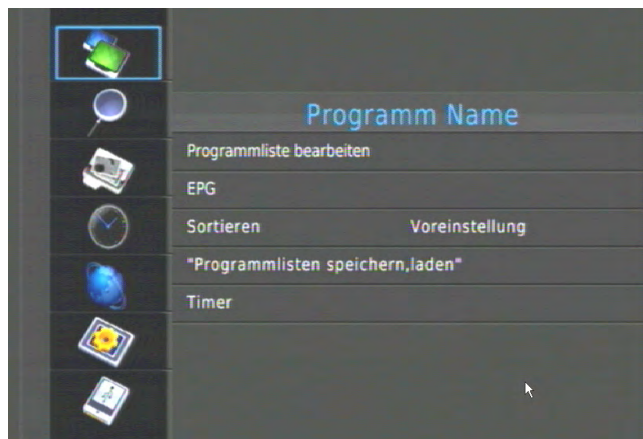 Programm Name
Programmliste bearbeiten
EPG
Sortieren Voreinstellung
"Programmlisten speichern,laden"
Timer